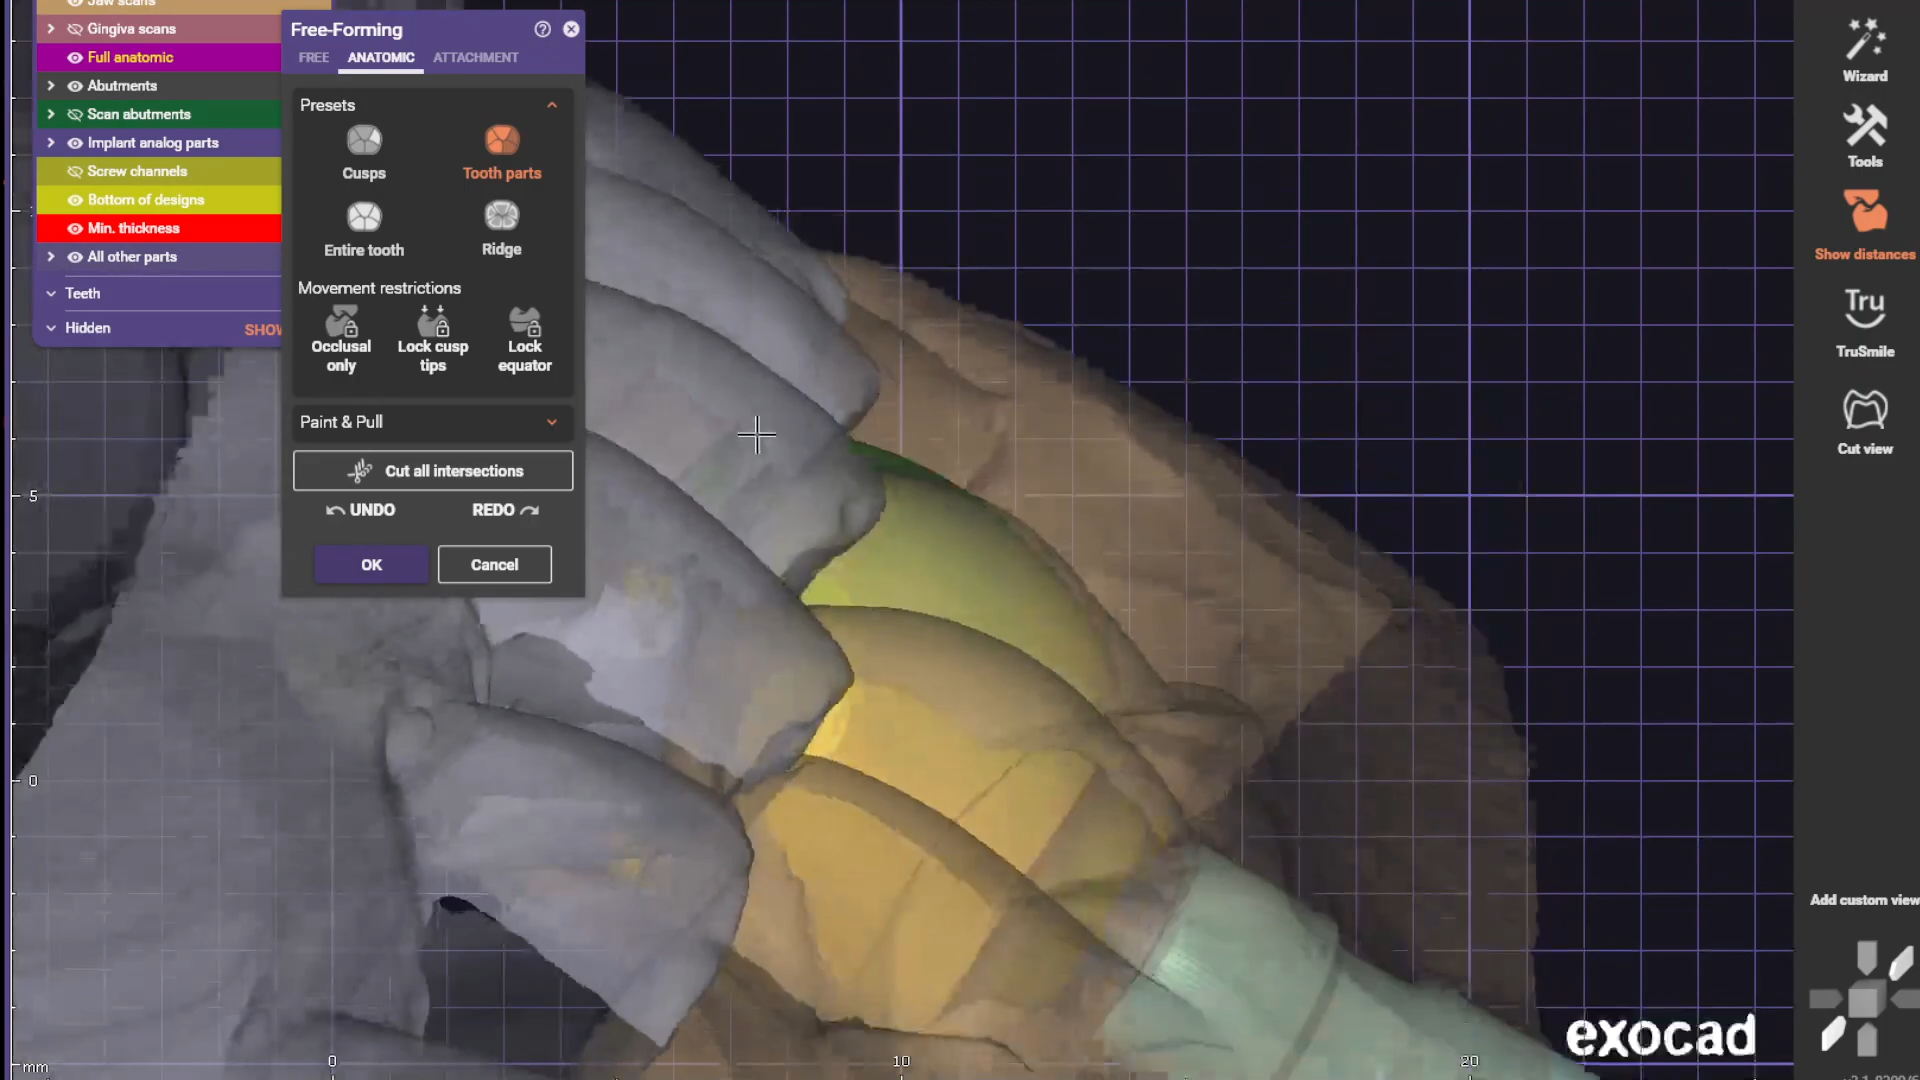 Jaw scans
Gingiva scans
Full anatomic
Abutments
Scan abutments
Implant analog parts
Screw channels
Bottom of designs
Min. thickness
All other parts
Teeth
Hidden
SHOW
Free-Forming
FREE ANATOMIC ATTACHMENT
Presets
Cusps
Tooth parts
Entire tooth
Ridge
Movement restrictions
Occlusal only
Lock cusp tips
Lock equator
Paint & Pull
Cut all intersections
UNDO REDO
OK Cancel
Wizard
Tools
Show distances
Tru
TruSmile
Cut view
Add custom view
exocad
5
0
mm
0
10
20